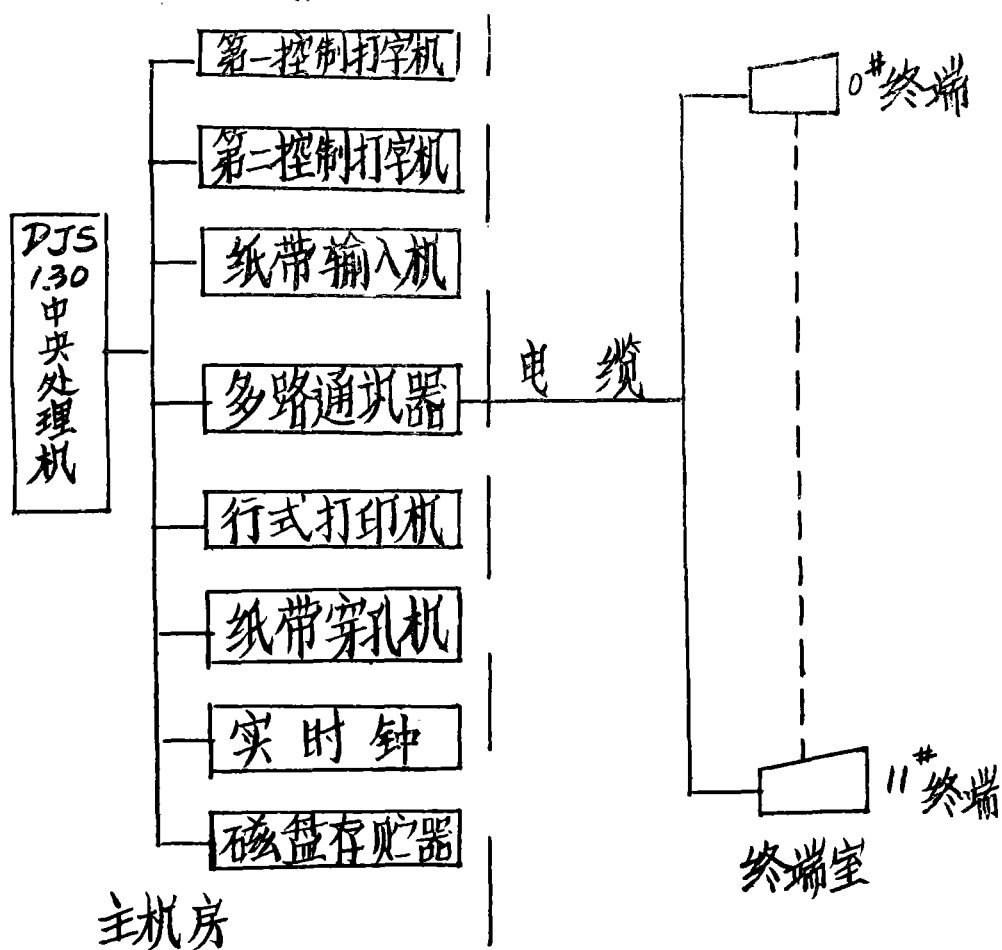 第一控制打字机
第二控制打字机
纸带输入机
多路通讯器
行式打印机
纸带穿孔机
实时钟
磁盘存贮器
DJS
130
中
央
处
理
机
电缆
0#终端
11#终端
终端室
主机房